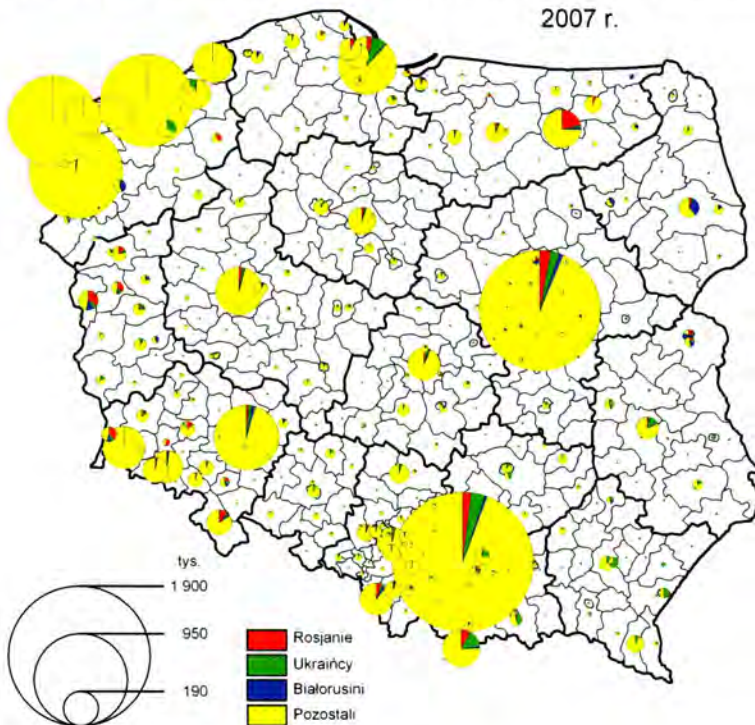 2007 r.
tys.
1 900
950
190
Rosjanie
Ukraińcy
Białorusini
Pozostali